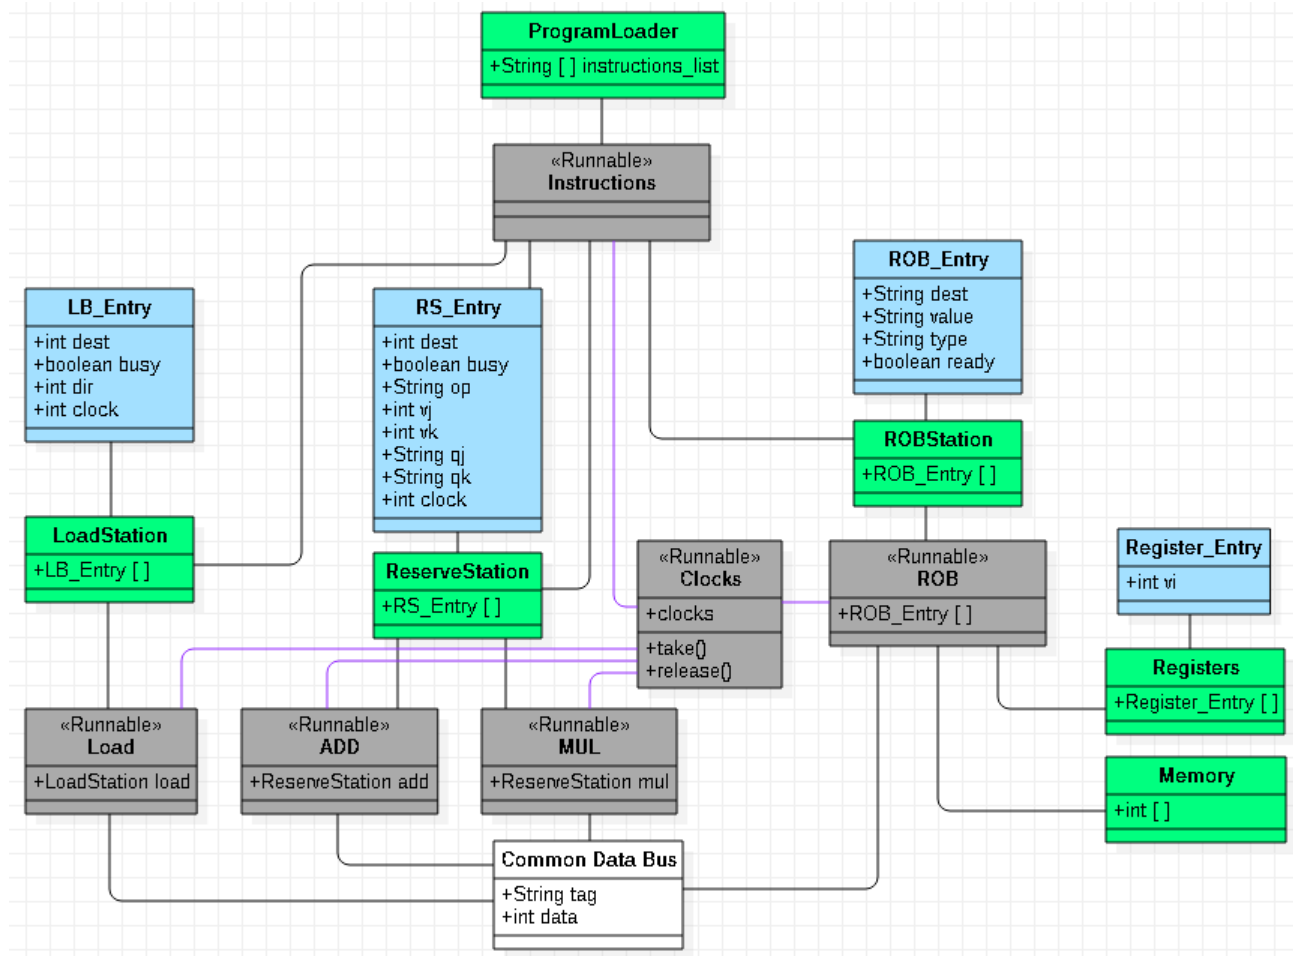 ProgramLoader
+String [ ] instructions_list
«Runnable»
Instructions
ROB_Entry
+String dest
+String value
+String type
+boolean ready
LB_Entry
+int dest
+boolean busy
+int dir
+int clock
RS_Entry
+int dest
+boolean busy
+String op
+int vj
+int vk
+String qj
+String qk
+int clock
ROBStation
+ROB_Entry [ ]
LoadStation
+LB_Entry [ ]
ReserveStation
+RS_Entry [ ]
«Runnable»
Clocks
+clocks
+take()
+release()
«Runnable»
ROB
+ROB_Entry [ ]
Register_Entry
+int vi
Registers
+Register_Entry [ ]
«Runnable»
Load
+LoadStation load
«Runnable»
ADD
+ReserveStation add
«Runnable»
MUL
+ReserveStation mul
Memory
+int [ ]
Common Data Bus
+String tag
+int data